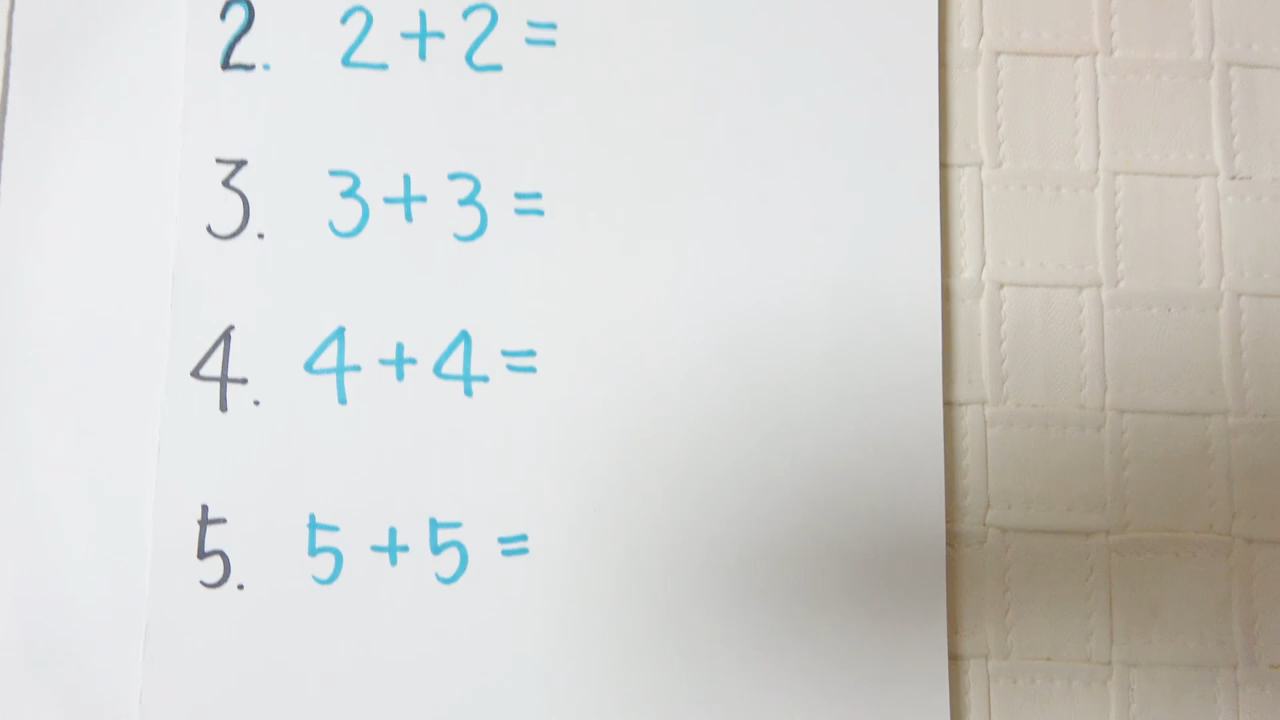 2. 2+2=
3. 3+3=
4. 4+4=
5. 5+5=